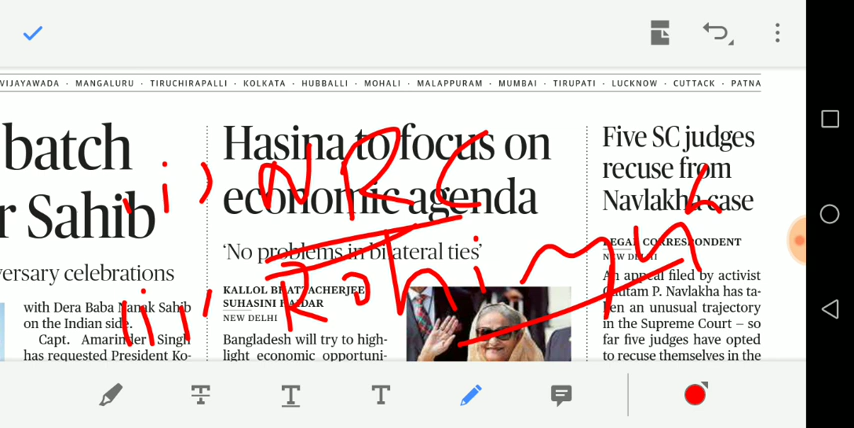 VIJAYAWADA · MANGALURU · TIRUCHIRAPALLI · KOLKATA · HUBBALLI · MOHALI · MALAPPURAM · MUMBAI · TIRUPATI · LUCKNOW · CUTTACK · PATNA
batch
r Sahib
versary celebrations
with Dera Baba Nanak Sahib
on the Indian side.
Capt. Amarinder Singh
has requested President Ko-
Hasina to focus on
economic agenda
‘No problems in bilateral ties’
KALLOL BHATTACHERJEE
SUHASINI HAIDAR
NEW DELHI
Bangladesh will try to high-
light economic opportuni-
Five SC judges
recuse from
Navlakha case
LEGAL CORRESPONDENT
NEW DELHI
An appeal filed by activist
Gautam P. Navlakha has ta-
ken an unusual trajectory
in the Supreme Court – so
far five judges have opted
to recuse themselves in the
i) NRC
ii)
T T T